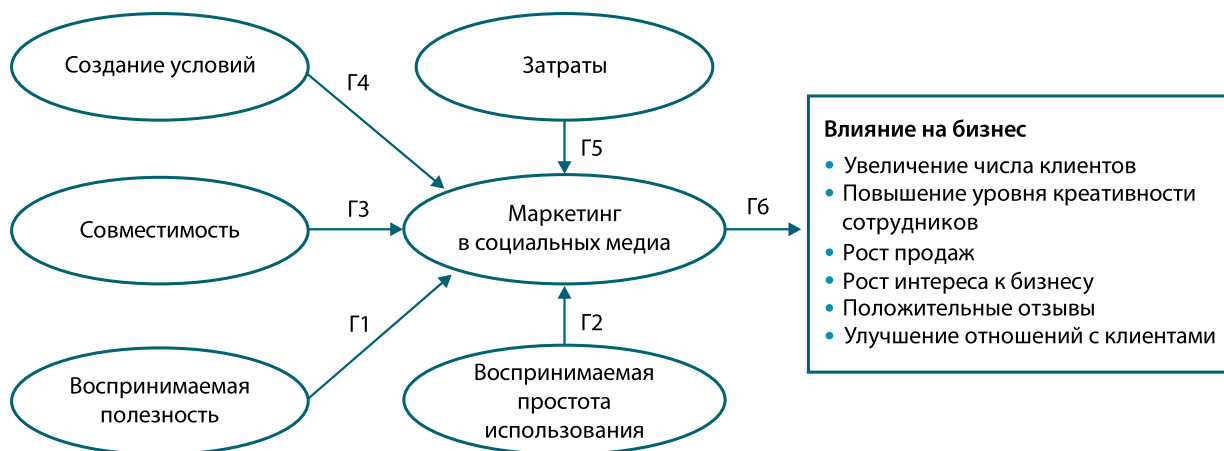 Создание условий
Затраты
Г4
Г5
Совместимость
Г3
Маркетинг
в социальных медиа
Г6
Г1
Г2
Воспринимаемая
полезность
Воспринимаемая
простота
использования
Влияние на бизнес
• Увеличение числа клиентов
• Повышение уровня креативности
сотрудников
• Рост продаж
• Рост интереса к бизнесу
• Положительные отзывы
• Улучшение отношений с клиентами